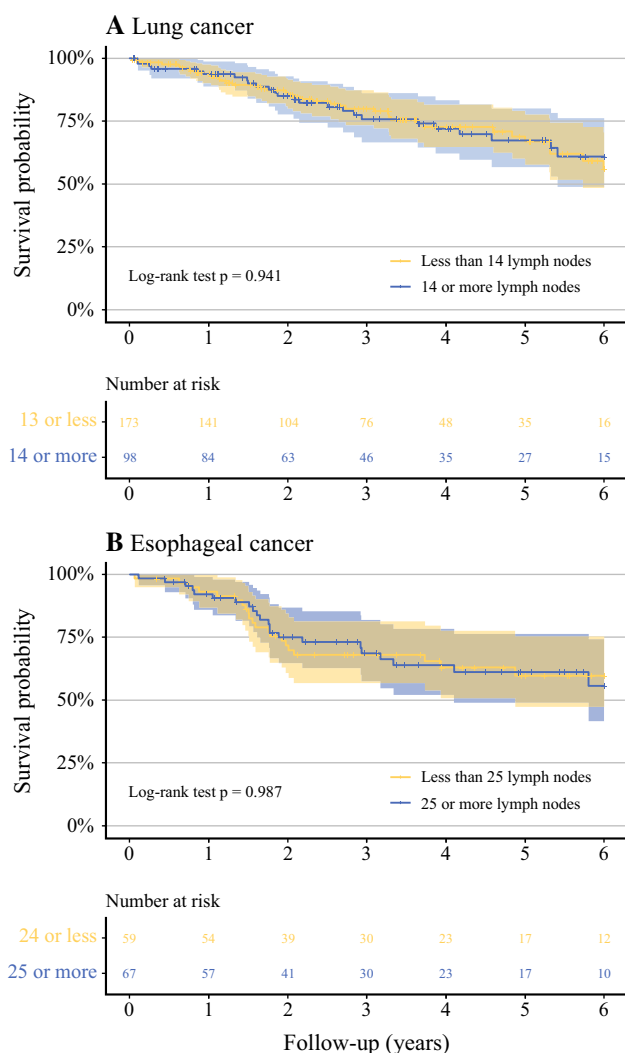 A Lung cancer
100%
75%
50%
25%
0%
Survival probability
Log-rank test p = 0.941
Less than 14 lymph nodes
14 or more lymph nodes
0 1 2 3 4 5 6
Number at risk
13 or less 173 141 104 76 48 35 16
14 or more 98 84 63 46 35 27 15
0 1 2 3 4 5 6
B Esophageal cancer
100%
75%
50%
25%
0%
Survival probability
Log-rank test p = 0.987
Less than 25 lymph nodes
25 or more lymph nodes
0 1 2 3 4 5 6
Number at risk
24 or less 59 54 39 30 23 17 12
25 or more 67 57 41 30 23 17 10
0 1 2 3 4 5 6
Follow-up (years)